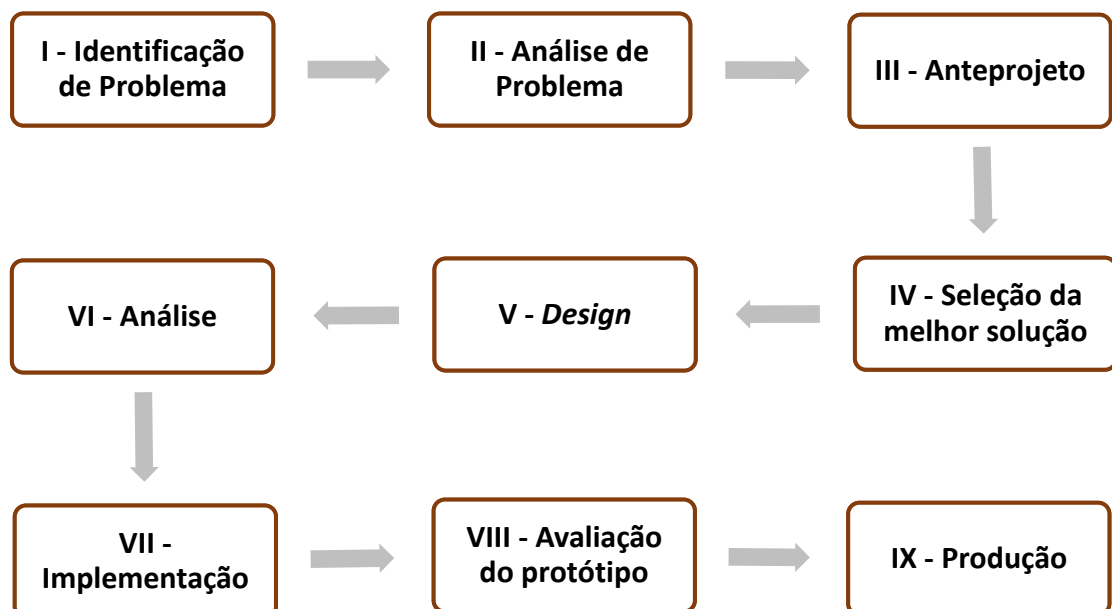 I - Identificação
de Problema
II - Análise de
Problema
III - Anteprojeto
IV - Seleção da
melhor solução
V - Design
VI - Análise
VII -
Implementação
VIII - Avaliação
do protótipo
IX - Produção